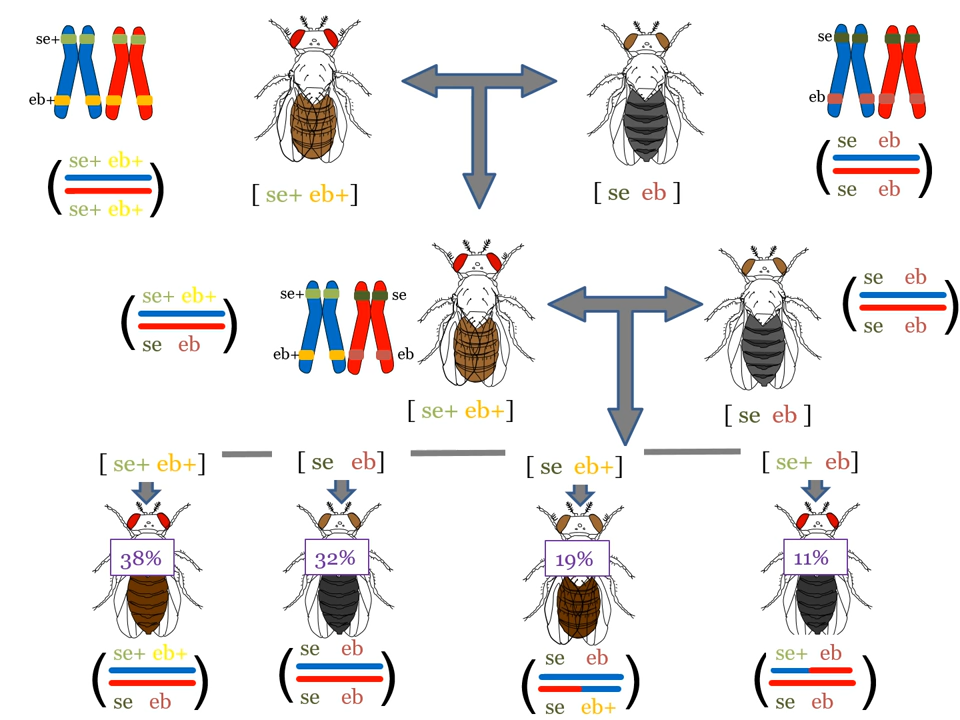 se+
eb+
se+ eb+
se+ eb+
[ se+ eb+]
[ se eb ]
se
eb
se eb
se eb
se+ eb+
se eb
se+
se
eb+
eb
[ se+ eb+]
[ se eb ]
se eb
se eb
[ se+ eb+]
[ se eb]
[ se eb+]
[ se+ eb]
38%
32%
19%
11%
se+ eb+
se eb
se eb
se eb
se eb
se eb+
se+ eb
se eb